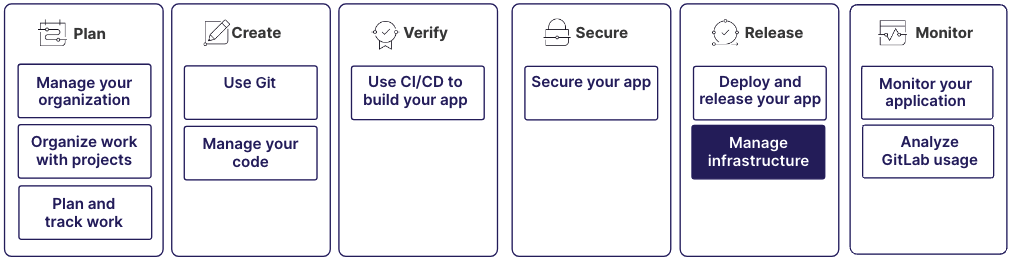 Plan
Manage your
organization
Organize work
with projects
Plan and
track work
Create
Use Git
Manage your
code
Verify
Use CI/CD to
build your app
Secure
Secure your app
Release
Deploy and
release your app
Manage
infrastructure
Monitor
Monitor your
application
Analyze
GitLab usage